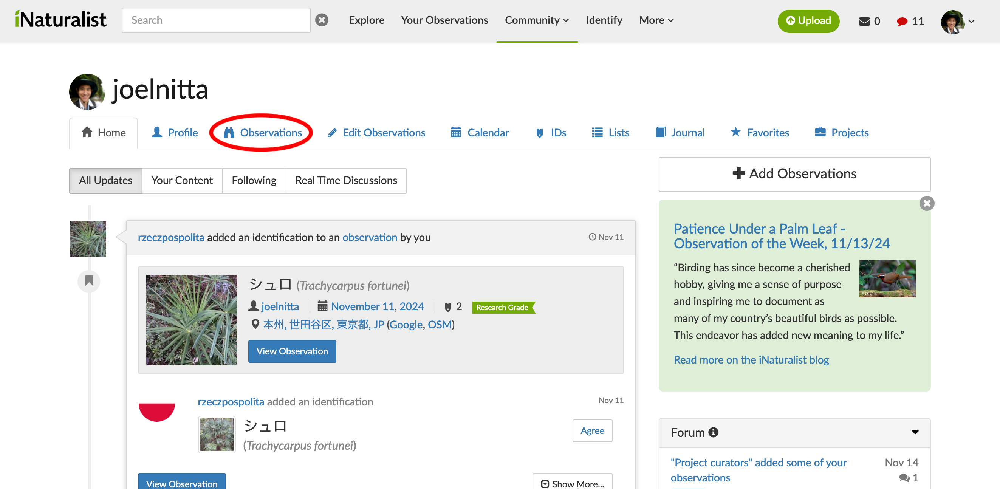 iNaturalist
Search
Explore
Your Observations
Community
Identify
More
Upload
0
11
joelnitta
Home
Profile
Observations
Edit Observations
Calendar
IDs
Lists
Journal
Favorites
Projects
All Updates
Your Content
Following
Real Time Discussions
Add Observations
rzeczpospolita added an identification to an observation by you
Nov 11
シュロ (Trachycarpus fortunei)
joelnitta
November 11, 2024
2
Research Grade
本州, 世田谷区, 東京都, JP (Google, OSM)
View Observation
rzeczpospolita added an identification
Nov 11
シュロ
(Trachycarpus fortunei)
Agree
View Observation
Show More...
Patience Under a Palm Leaf -
Observation of the Week, 11/13/24
“Birding has since become a cherished
hobby, giving me a sense of purpose
and inspiring me to document as
many of my country’s beautiful birds as possible.
This endeavor has added new meaning to my life.”
Read more on the iNaturalist blog
Forum
"Project curators" added some of your
observations
Nov 14
1